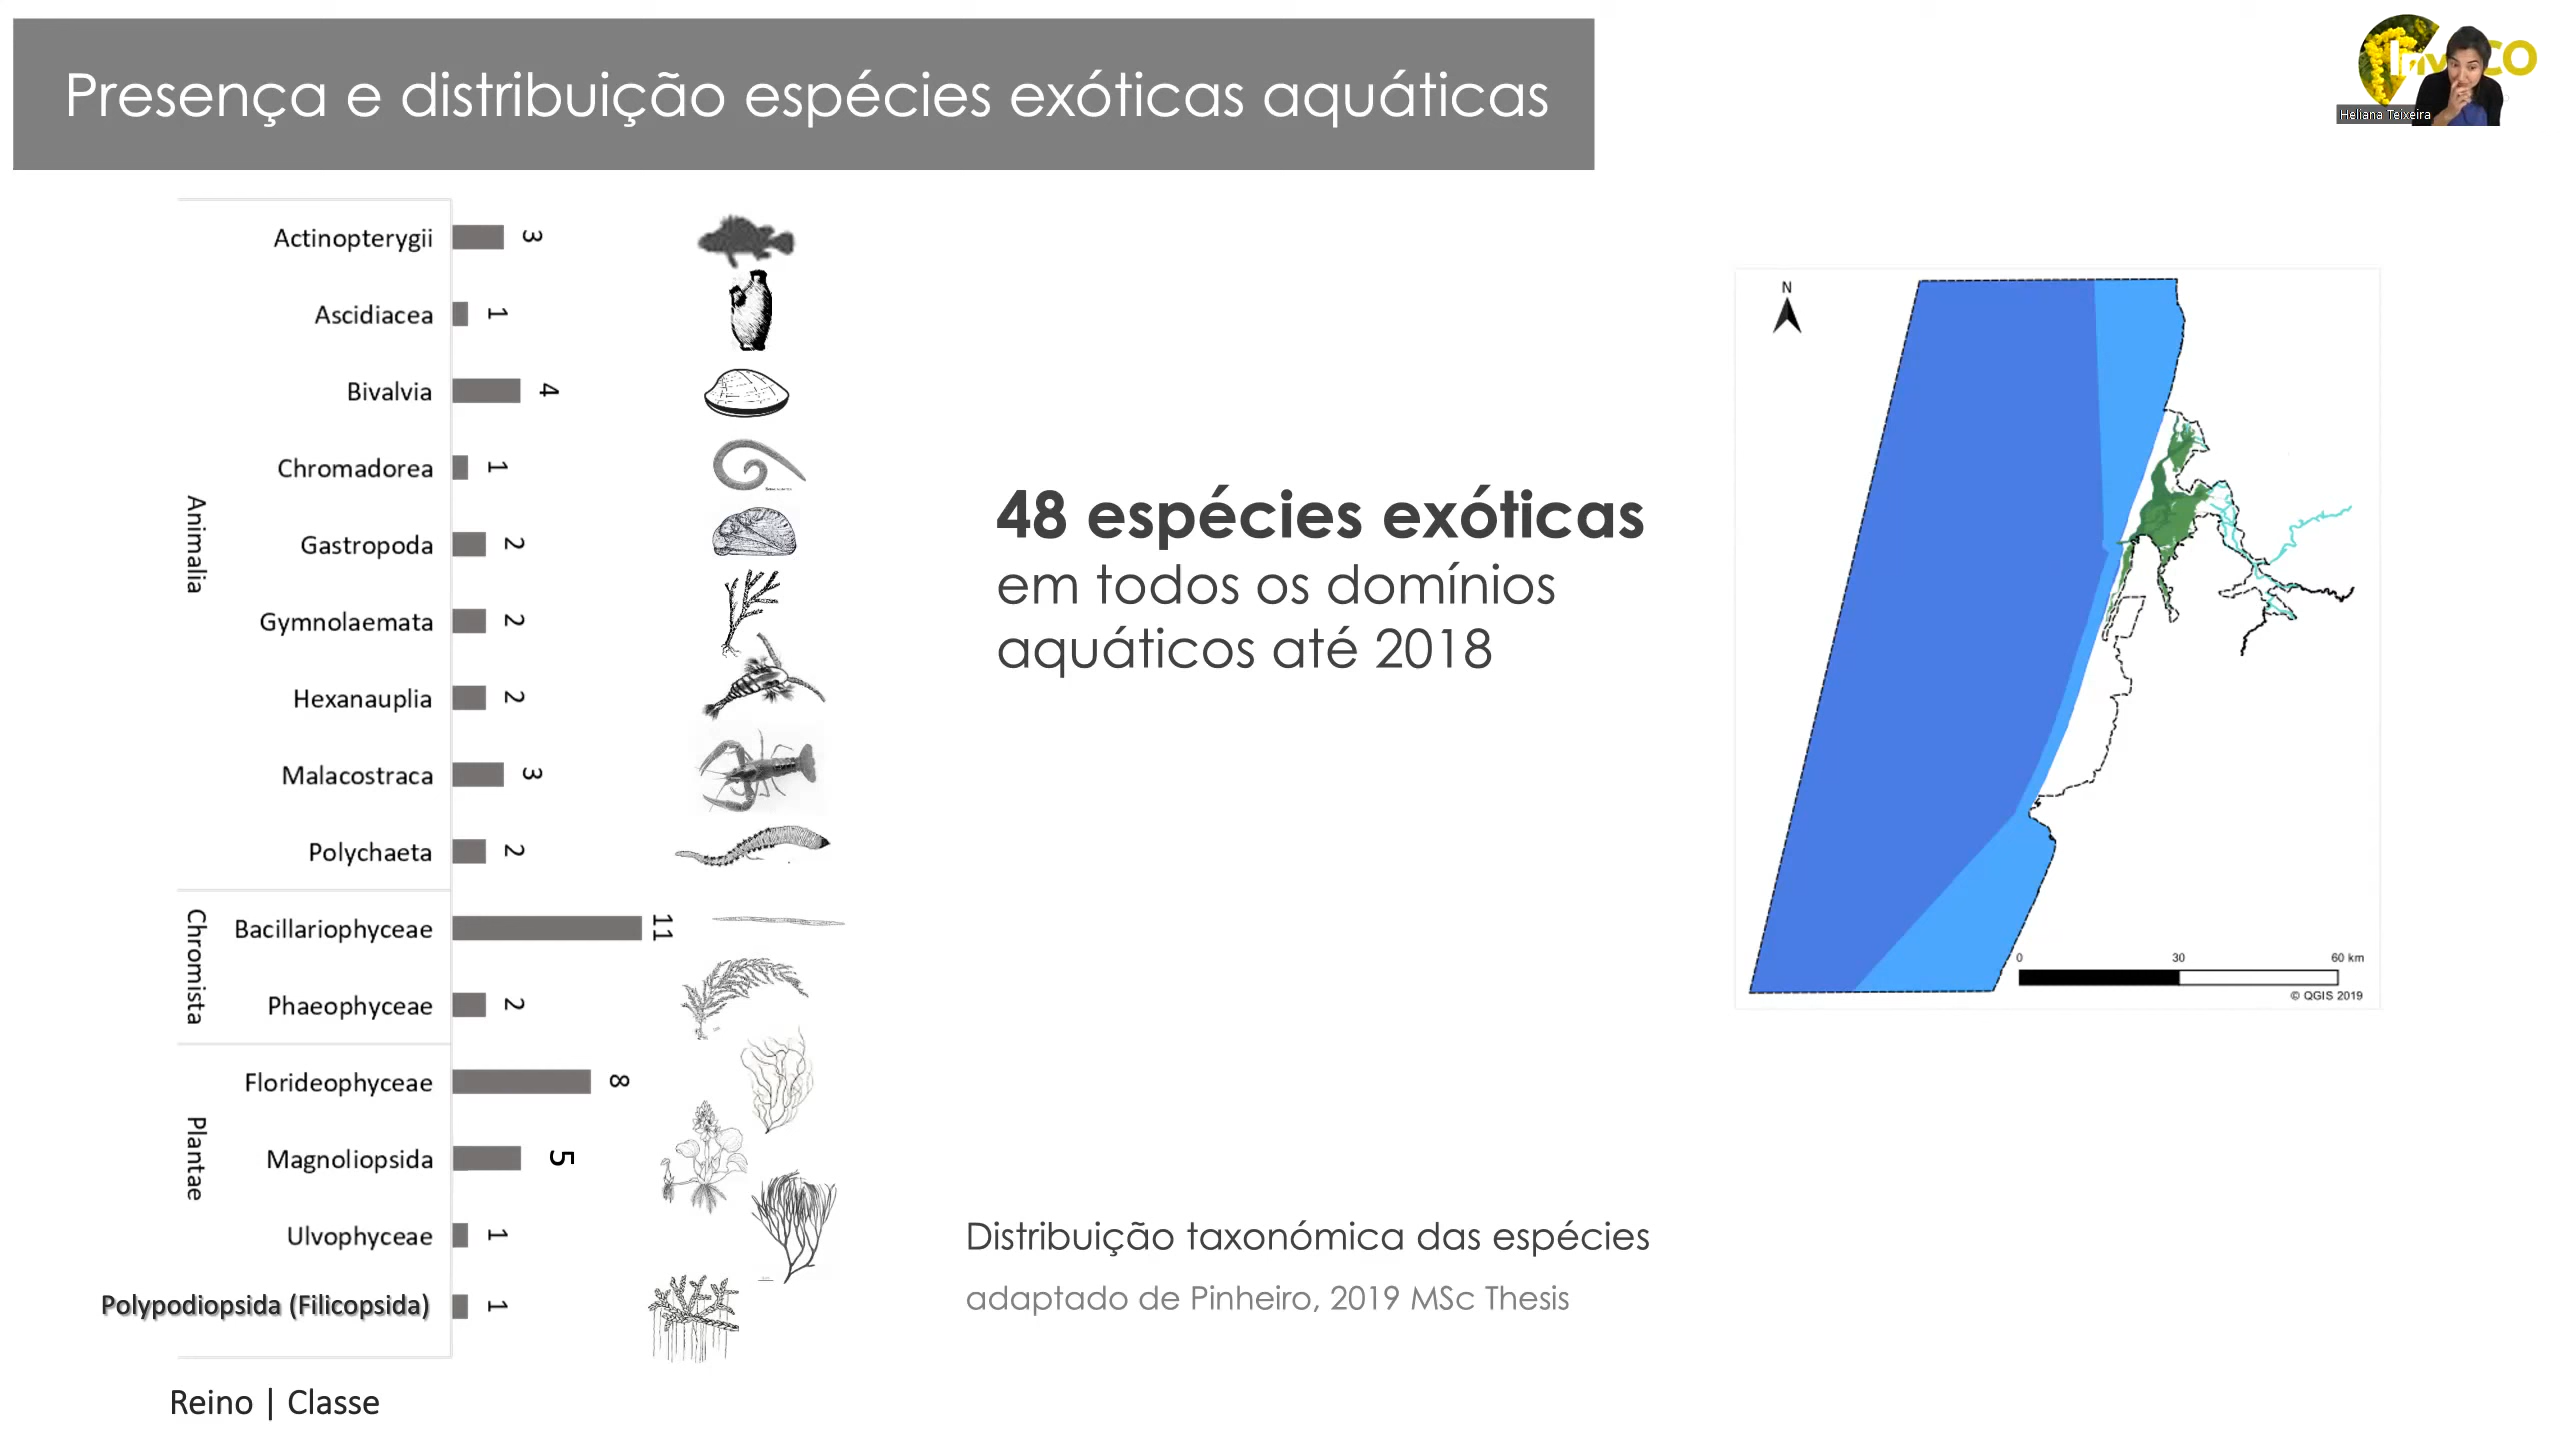 Presença e distribuição espécies exóticas aquáticas
Heliana Teixeira
Animalia
Actinopterygii 3
Ascidiacea 1
Bivalvia 4
Chromadorea 1
Gastropoda 2
Gymnolaemata 2
Hexanauplia 2
Malacostraca 3
Polychaeta 2
Chromista
Bacillariophyceae 11
Phaeophyceae 2
Plantae
Florideophyceae 8
Magnoliopsida 5
Ulvophyceae 1
Polypodiopsida (Filicopsida) 1
Reino | Classe
48 espécies exóticas
em todos os domínios
aquáticos até 2018
Distribuição taxonómica das espécies
adaptado de Pinheiro, 2019 MSc Thesis
N
0 30 60 km
© QGIS 2019